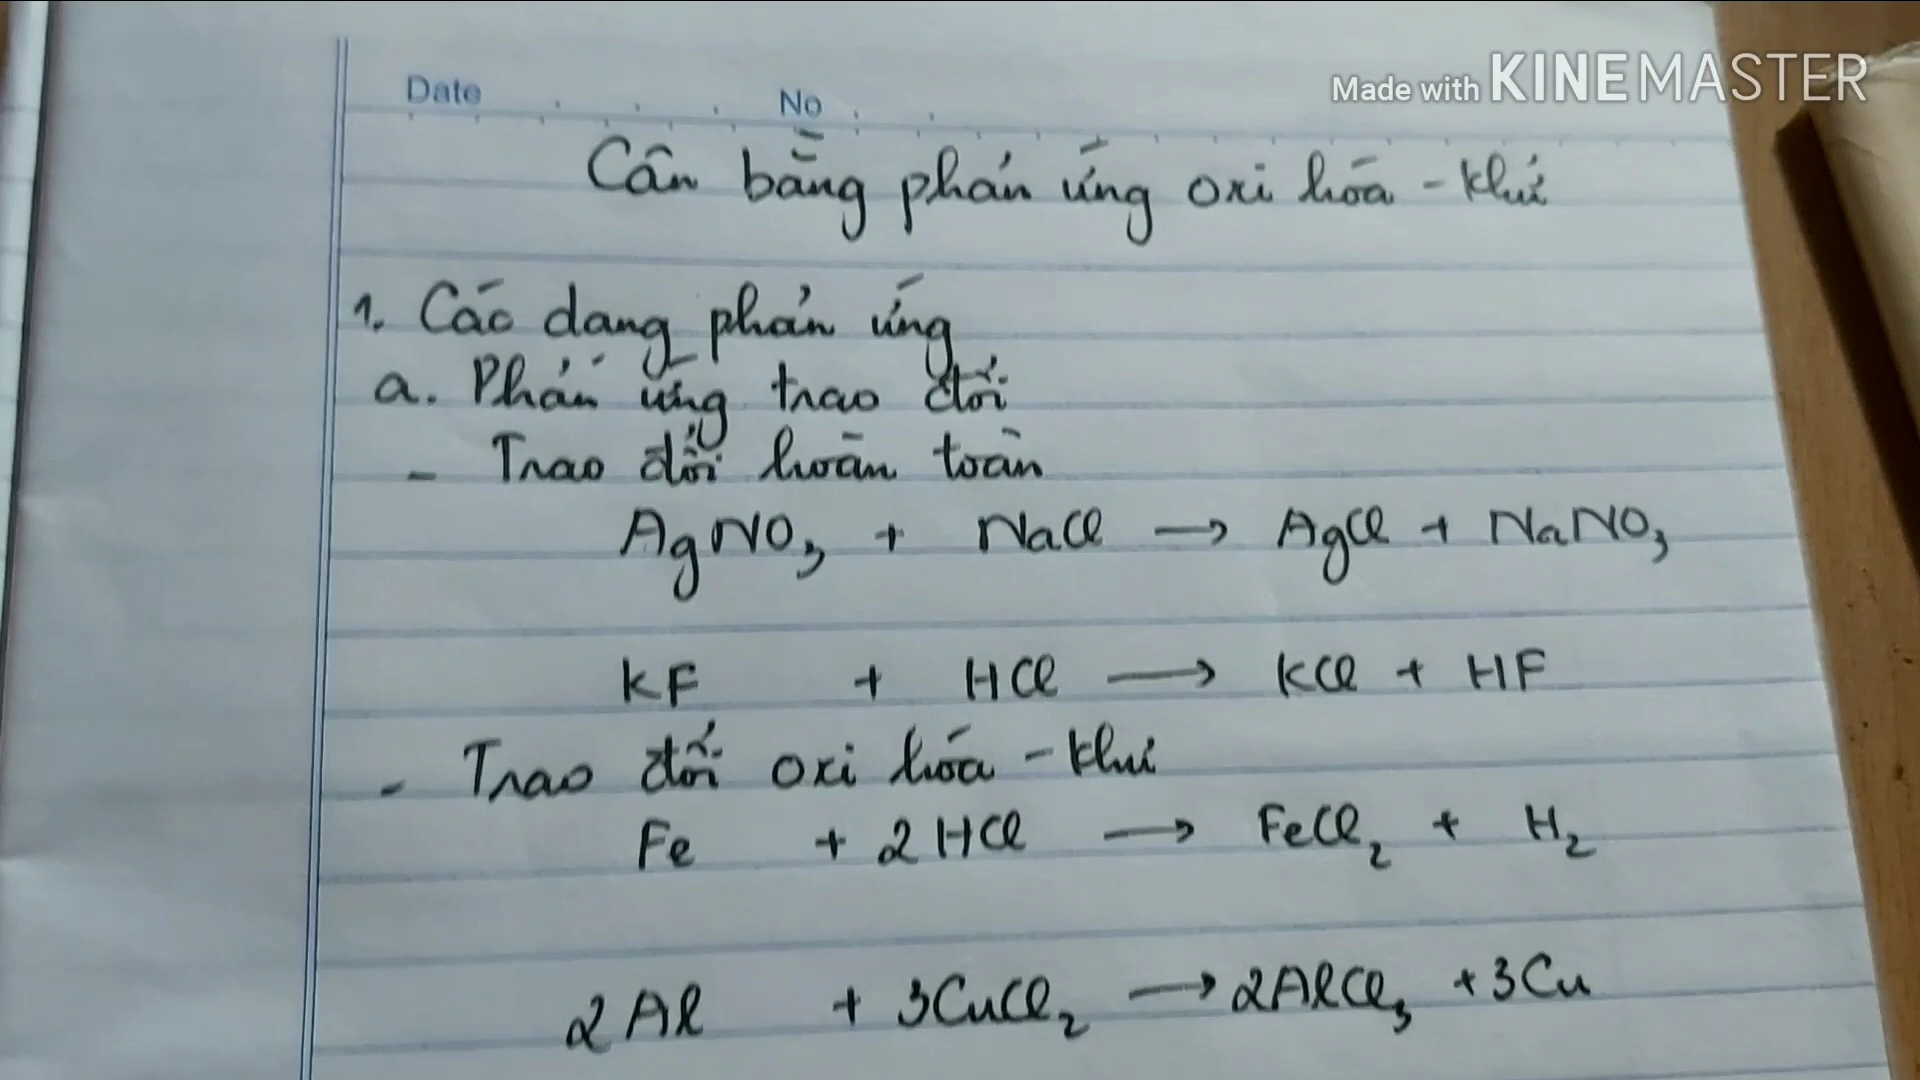 Made with KINEMASTER
Date No
Cân bằng phản ứng oxi hóa - khử
1. Các dạng phản ứng
a. Phản ứng trao đổi
- Trao đổi hoàn toàn
AgNO₃ + NaCl → AgCl + NaNO₃
KF + HCl → KCl + HF
- Trao đổi oxi hóa - khử
Fe + 2HCl → FeCl₂ + H₂
2Al + 3CuCl₂ → 2AlCl₃ + 3Cu